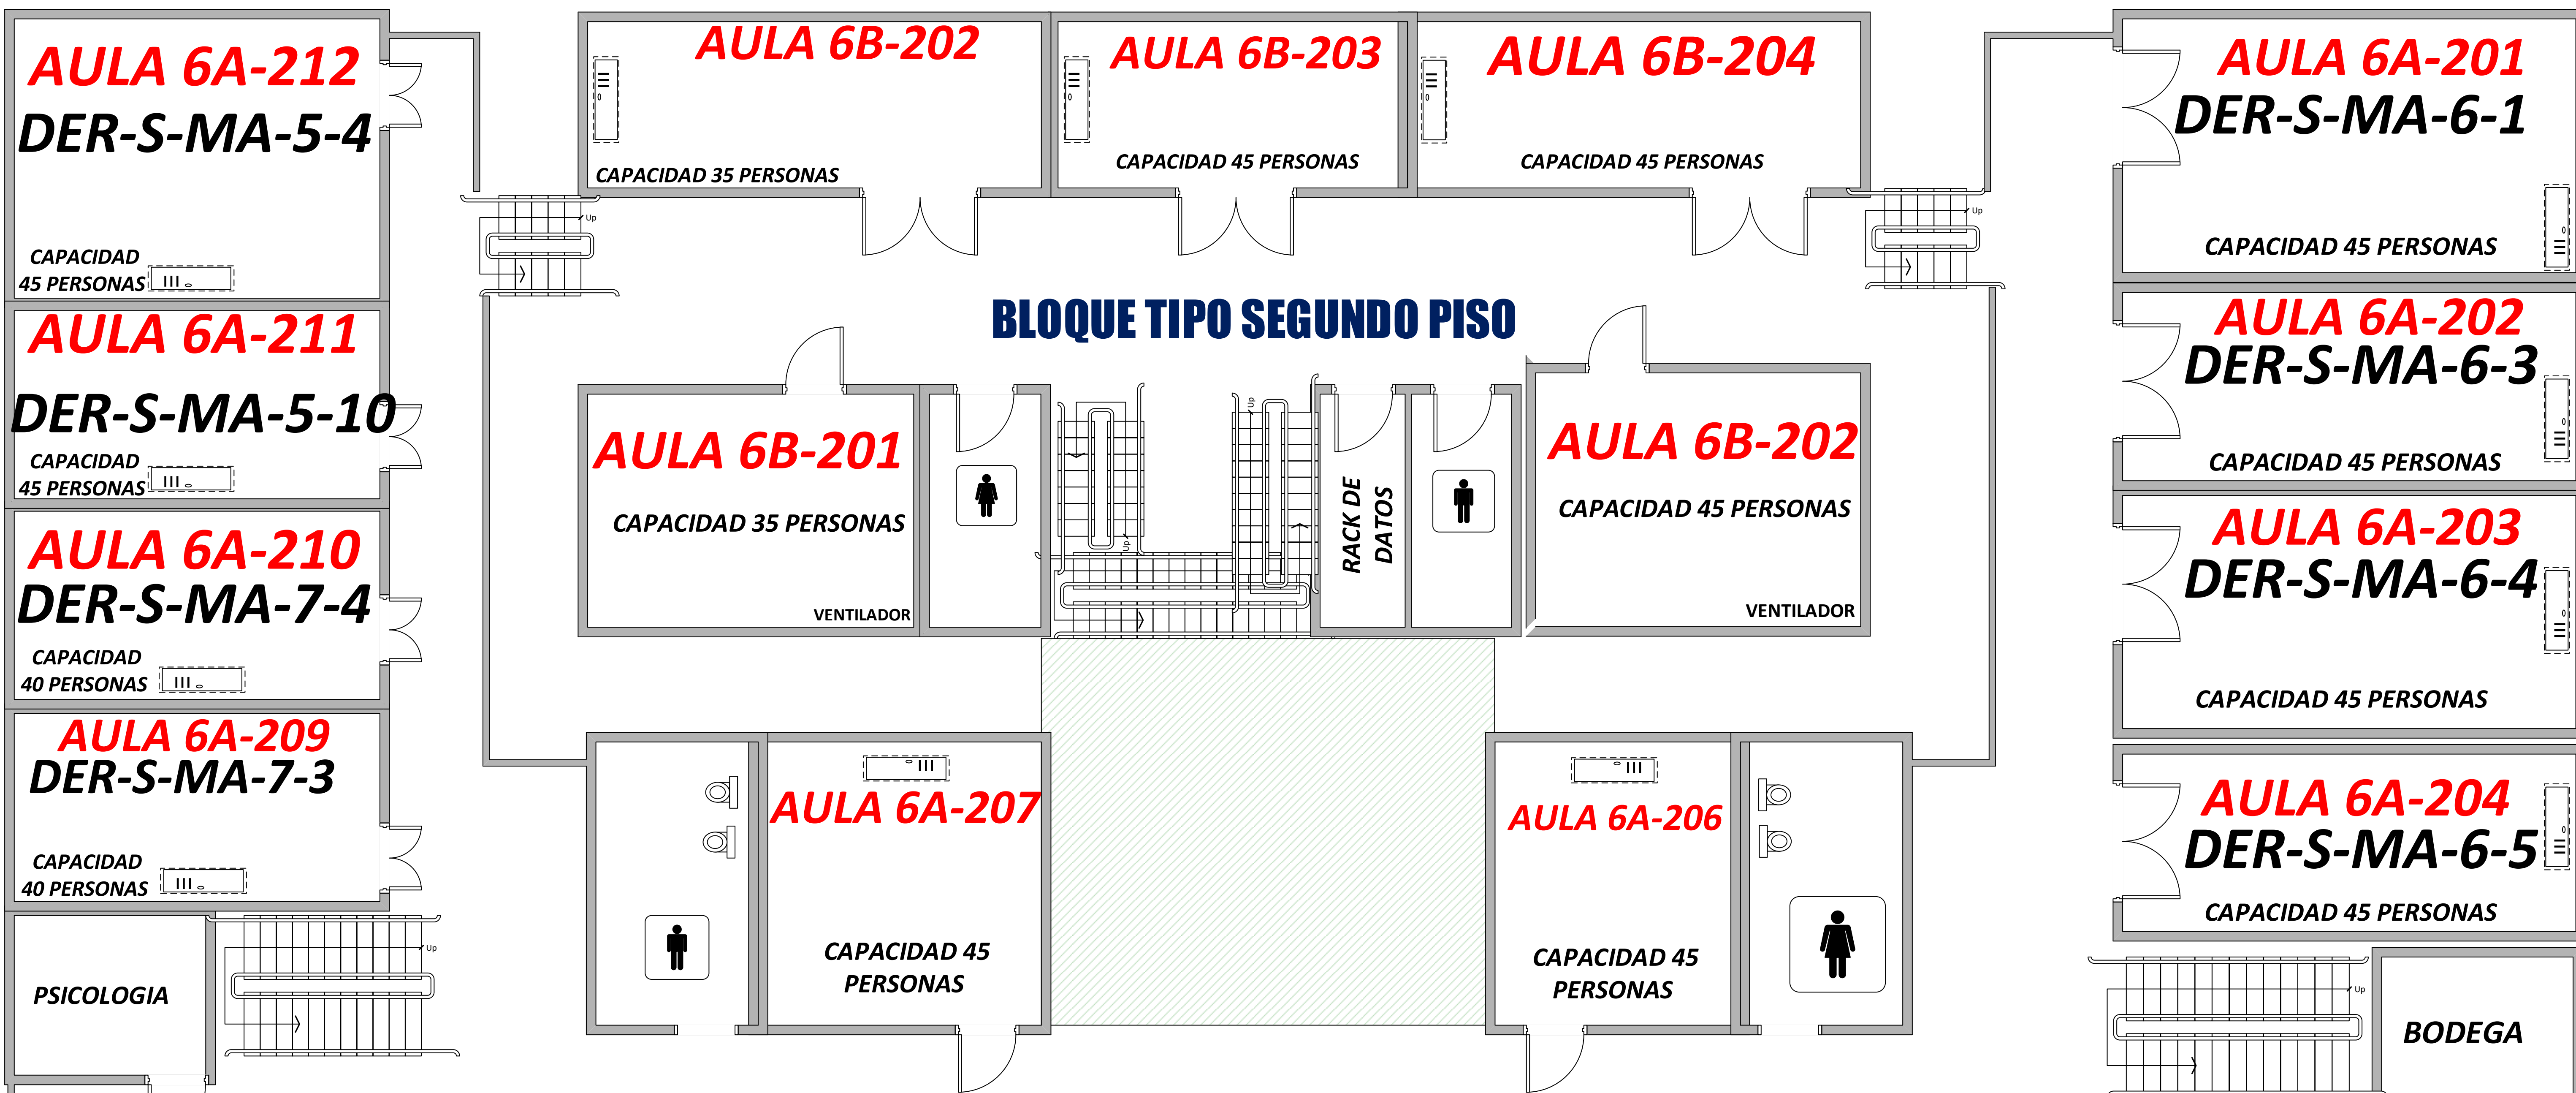 AULA 6A-212
DER-S-MA-5-4
CAPACIDAD
45 PERSONAS
AULA 6A-211
DER-S-MA-5-10
CAPACIDAD
45 PERSONAS
AULA 6A-210
DER-S-MA-7-4
CAPACIDAD
40 PERSONAS
AULA 6A-209
DER-S-MA-7-3
CAPACIDAD
40 PERSONAS
PSICOLOGIA
Up
Up
AULA 6B-202
CAPACIDAD 35 PERSONAS
AULA 6B-203
CAPACIDAD 45 PERSONAS
AULA 6B-204
CAPACIDAD 45 PERSONAS
Up
BLOQUE TIPO SEGUNDO PISO
AULA 6B-201
CAPACIDAD 35 PERSONAS
VENTILADOR
Up
Up
RACK DE
DATOS
AULA 6B-202
CAPACIDAD 45 PERSONAS
VENTILADOR
AULA 6A-207
CAPACIDAD 45
PERSONAS
AULA 6A-206
CAPACIDAD 45
PERSONAS
AULA 6A-201
DER-S-MA-6-1
CAPACIDAD 45 PERSONAS
AULA 6A-202
DER-S-MA-6-3
CAPACIDAD 45 PERSONAS
AULA 6A-203
DER-S-MA-6-4
CAPACIDAD 45 PERSONAS
AULA 6A-204
DER-S-MA-6-5
CAPACIDAD 45 PERSONAS
Up
BODEGA